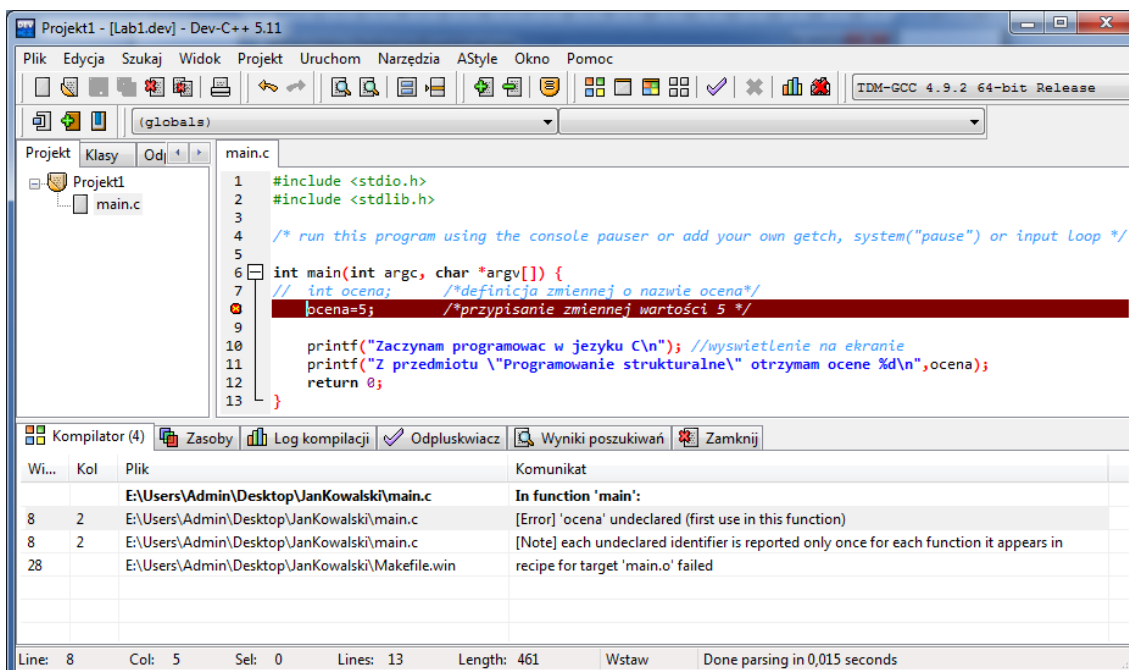 Projekt1 - [Lab1.dev] - Dev-C++ 5.11
Plik Edycja Szukaj Widok Projekt Uruchom Narzędzia AStyle Okno Pomoc
TDM-GCC 4.9.2 64-bit Release
(globals)
Projekt Klasy Odp
main.c
Projekt1
main.c
1 #include <stdio.h>
2 #include <stdlib.h>
3
4 /* run this program using the console pauser or add your own getch, system("pause") or input loop */
5
6 int main(int argc, char *argv[]) {
7 // int ocena; /*definicja zmiennej o nazwie ocena*/
ocena=5; /*przypisanie zmiennej wartości 5 */
9
10 printf("Zaczynam programowac w jezyku C\n"); //wyswietlenie na ekranie
11 printf("Z przedmiotu \"Programowanie strukturalne\" otrzymam ocene %d\n",ocena);
12 return 0;
13 }
Kompilator (4) Zasoby Log kompilacji Odpluskwiacz Wyniki poszukiwań Zamknij
Wi... Kol Plik Komunikat
E:\Users\Admin\Desktop\JanKowalski\main.c In function 'main':
8 2 E:\Users\Admin\Desktop\JanKowalski\main.c [Error] 'ocena' undeclared (first use in this function)
8 2 E:\Users\Admin\Desktop\JanKowalski\main.c [Note] each undeclared identifier is reported only once for each function it appears in
28 E:\Users\Admin\Desktop\JanKowalski\Makefile.win recipe for target 'main.o' failed
Line: 8 Col: 5 Sel: 0 Lines: 13 Length: 461 Wstaw Done parsing in 0,015 seconds